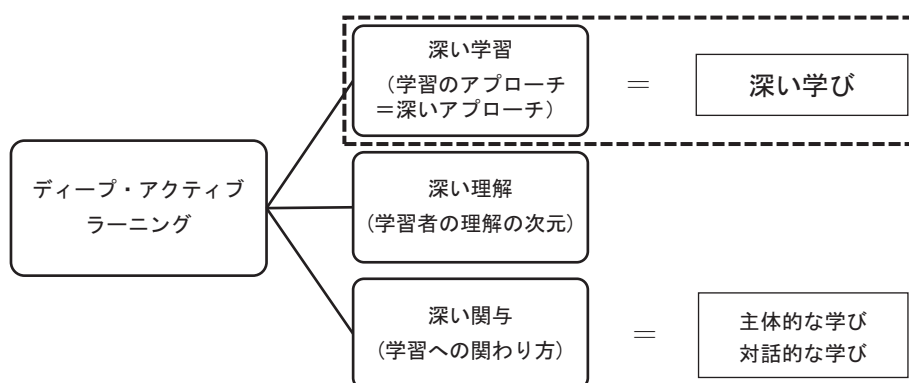 深い学習
（学習のアプローチ
＝深いアプローチ）
＝
深い学び
ディープ・アクティブ
ラーニング
深い理解
（学習者の理解の次元）
深い関与
（学習への関わり方）
＝
主体的な学び
対話的な学び